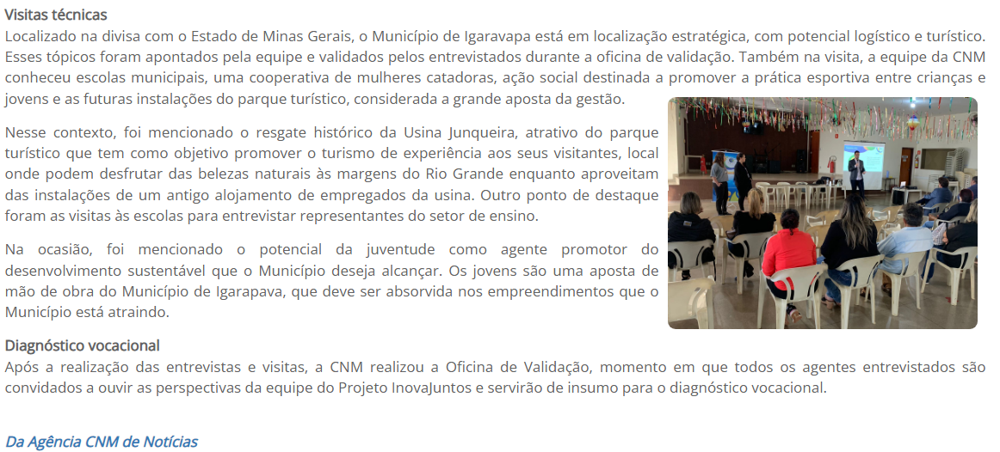 Visitas técnicas
Localizado na divisa com o Estado de Minas Gerais, o Município de Igaravapa está em localização estratégica, com potencial logístico e turístico.
Esses tópicos foram apontados pela equipe e validados pelos entrevistados durante a oficina de validação. Também na visita, a equipe da CNM
conheceu escolas municipais, uma cooperativa de mulheres catadoras, ação social destinada a promover a prática esportiva entre crianças e
jovens e as futuras instalações do parque turístico, considerada a grande aposta da gestão.
Nesse contexto, foi mencionado o resgate histórico da Usina Junqueira, atrativo do parque
turístico que tem como objetivo promover o turismo de experiência aos seus visitantes, local
onde podem desfrutar das belezas naturais às margens do Rio Grande enquanto aproveitam
das instalações de um antigo alojamento de empregados da usina. Outro ponto de destaque
foram as visitas às escolas para entrevistar representantes do setor de ensino.
Na ocasião, foi mencionado o potencial da juventude como agente promotor do
desenvolvimento sustentável que o Município deseja alcançar. Os jovens são uma aposta de
mão de obra do Município de Igarapava, que deve ser absorvida nos empreendimentos que o
Município está atraindo.
Diagnóstico vocacional
Após a realização das entrevistas e visitas, a CNM realizou a Oficina de Validação, momento em que todos os agentes entrevistados são
convidados a ouvir as perspectivas da equipe do Projeto InovaJuntos e servirão de insumo para o diagnóstico vocacional.
Da Agência CNM de Notícias